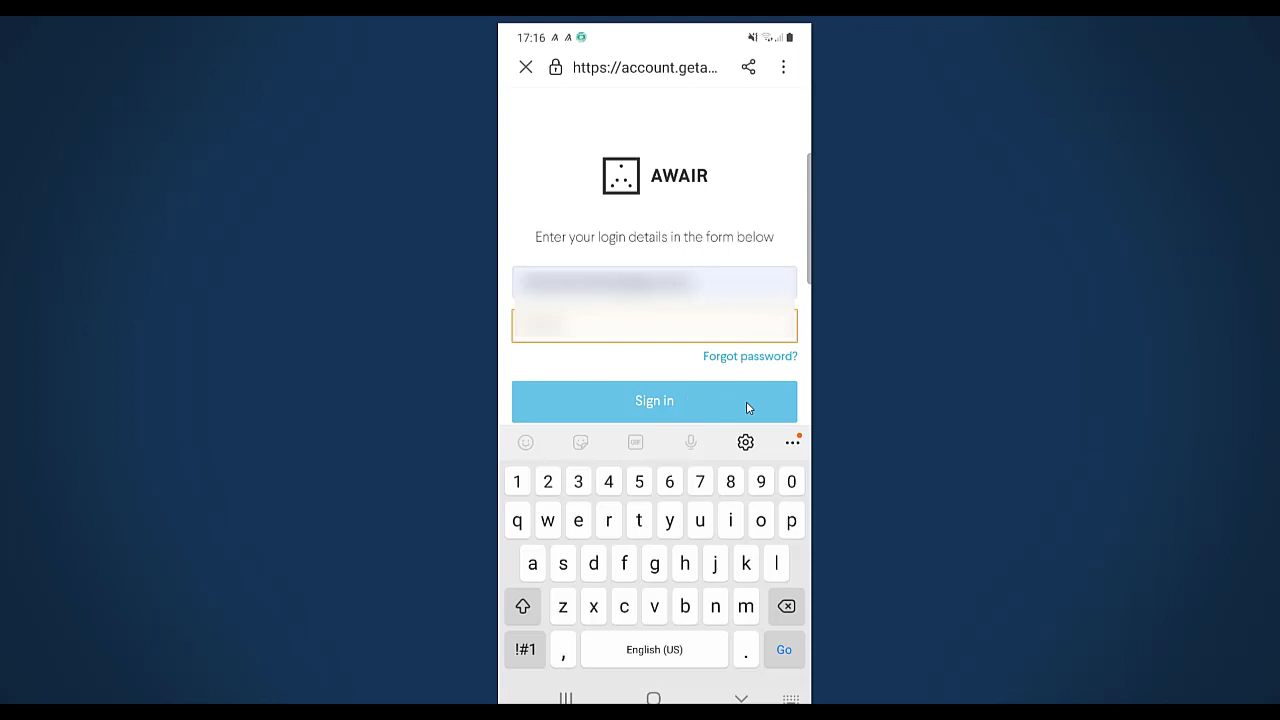 17:16
https://account.geta...
AWAIR
Enter your login details in the form below
Forgot password?
Sign in
GIF
1 2 3 4 5 6 7 8 9 0
q w e r t y u i o p
a s d f g h j k l
z x c v b n m
!#1 , English (US) . Go